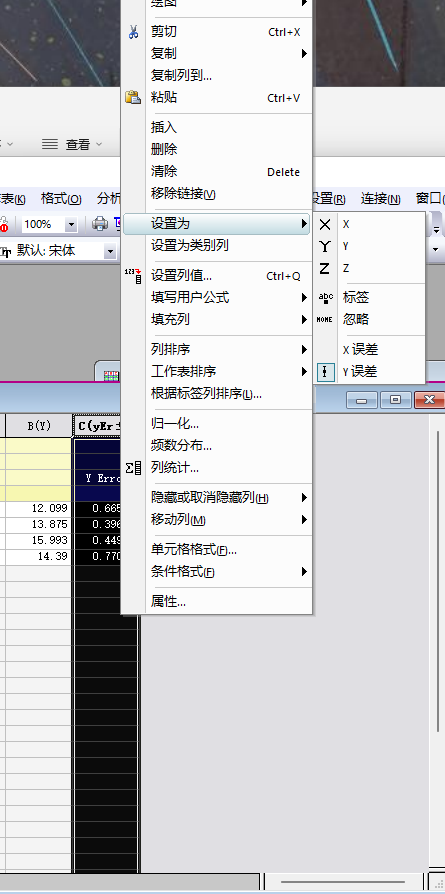 绘图
剪切 Ctrl+X
复制
复制列到...
粘贴 Ctrl+V
插入
删除
清除 Delete
移除链接(V)
查看
表(K) 格式(O) 分析
设置(R) 连接(N) 窗口(
100%
默认: 宋体
设置为
设置为类别列
设置列值... Ctrl+Q
填写用户公式
填充列
列排序
工作表排序
根据标签列排序(L)...
归一化...
频数分布...
列统计...
隐藏或取消隐藏列(H)
移动列(M)
单元格格式(F)...
条件格式(F)
属性...
X
Y
Z
abc 标签
NONE 忽略
X 误差
Y 误差
B(Y) C(yEr±
Y Erro
12.099 0.665
13.875 0.396
15.993 0.449
14.39 0.770